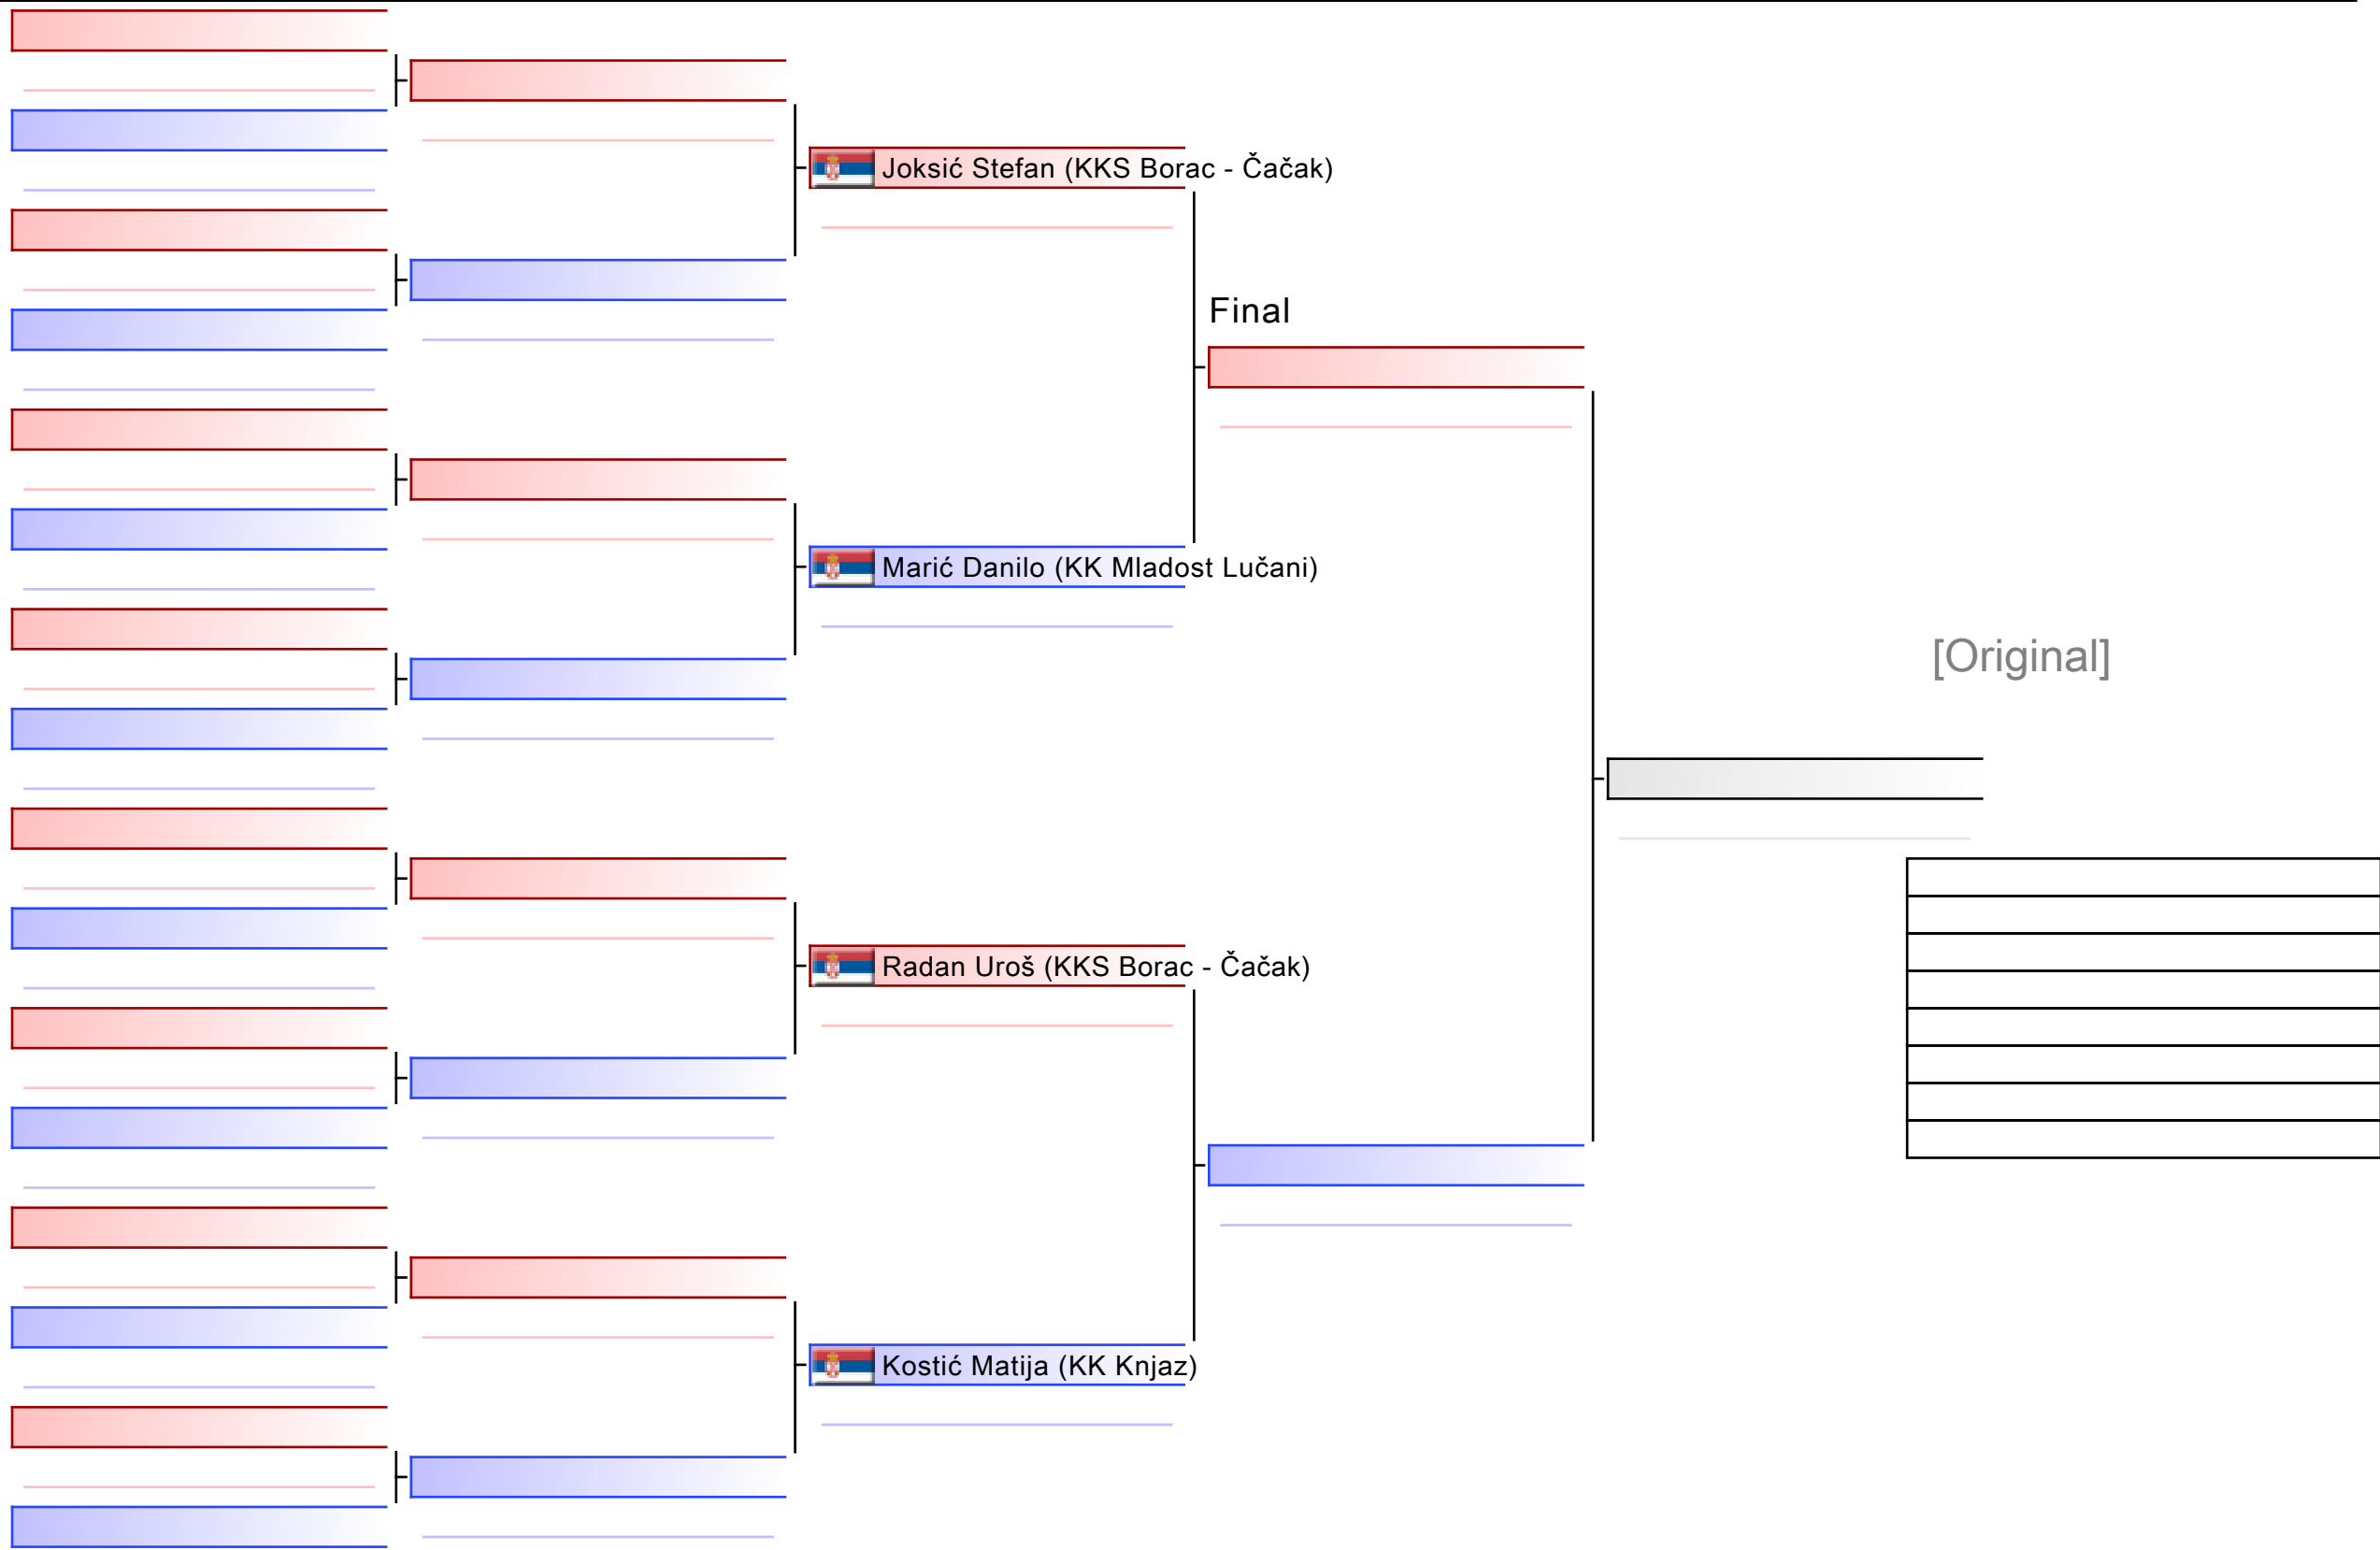 Joksić Stefan (KKS Borac - Čačak)
Final
Marić Danilo (KK Mladost Lučani)
[Original]
Radan Uroš (KKS Borac - Čačak)
Kostić Matija (KK Knjaz)